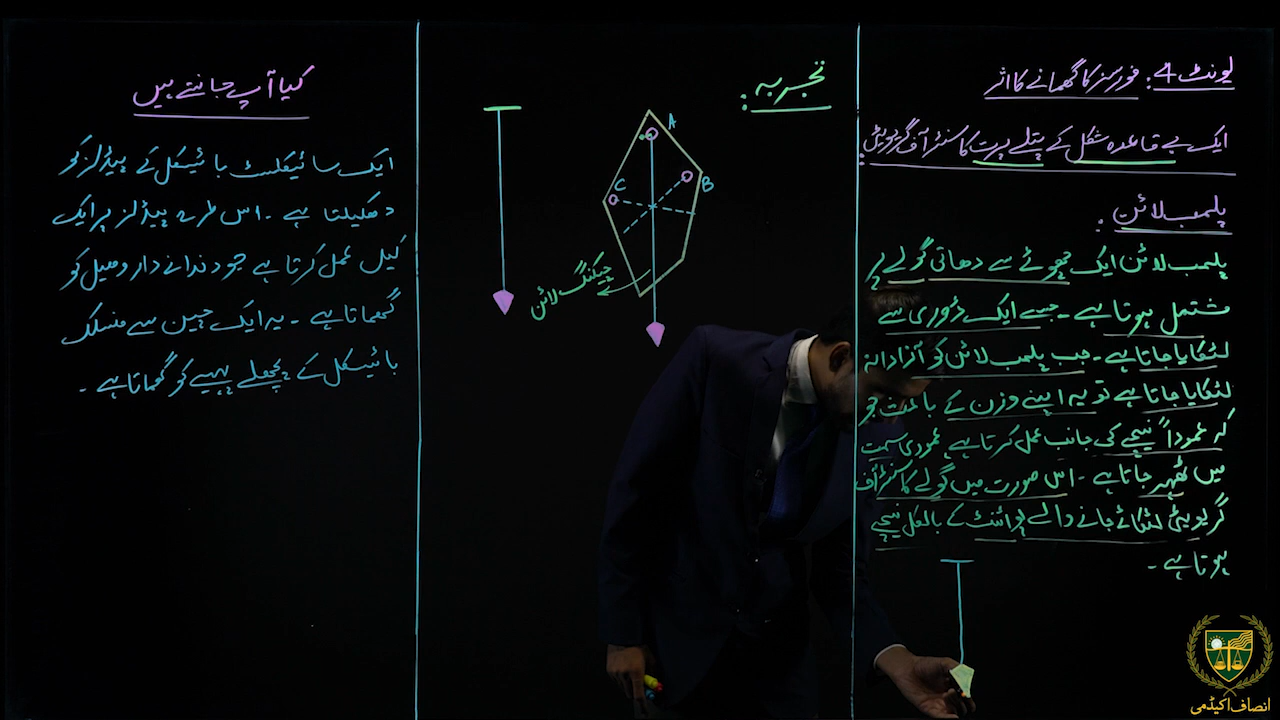 یونٹ 4: فورسز کا گھمانے کا اثر
ایک بے قاعدہ شکل کے پتلے پرت کا سنٹر آف گریویٹی:
پلمب لائن:
پلمب لائن ایک چھوٹے سے دھاتی گولے پر
مشتمل ہوتا ہے۔ جسے ایک ڈوری سے
لٹکایا جاتا ہے۔ جب پلمب لائن کو آزادانہ
لٹکایا جاتا ہے تو یہ اپنے وزن کے باعث جو
کہ عموداً نیچے کی جانب عمل کرتا ہے عمودی سمت
میں ٹھہر جاتا ہے۔ اس صورت میں گولے کا سنٹر آف
گریویٹی لٹکائے جانے والے پوائنٹ کے بالکل نیچے
ہوتا ہے۔
تجربہ:
A
B
C
چیکنگ لائن
کیا آپ جانتے ہیں
ایک سائیکلسٹ بائیسکل کے پیڈلز کو
دھکیلتا ہے۔ اس طرح پیڈلز پر ایک
کپل عمل کرتا ہے جو دندانے دار وھیل کو
گھماتا ہے۔ یہ ایک چین سے منسلک
بائیسکل کے پچھلے پہیے کو گھماتا ہے۔
انصاف اکیڈمی